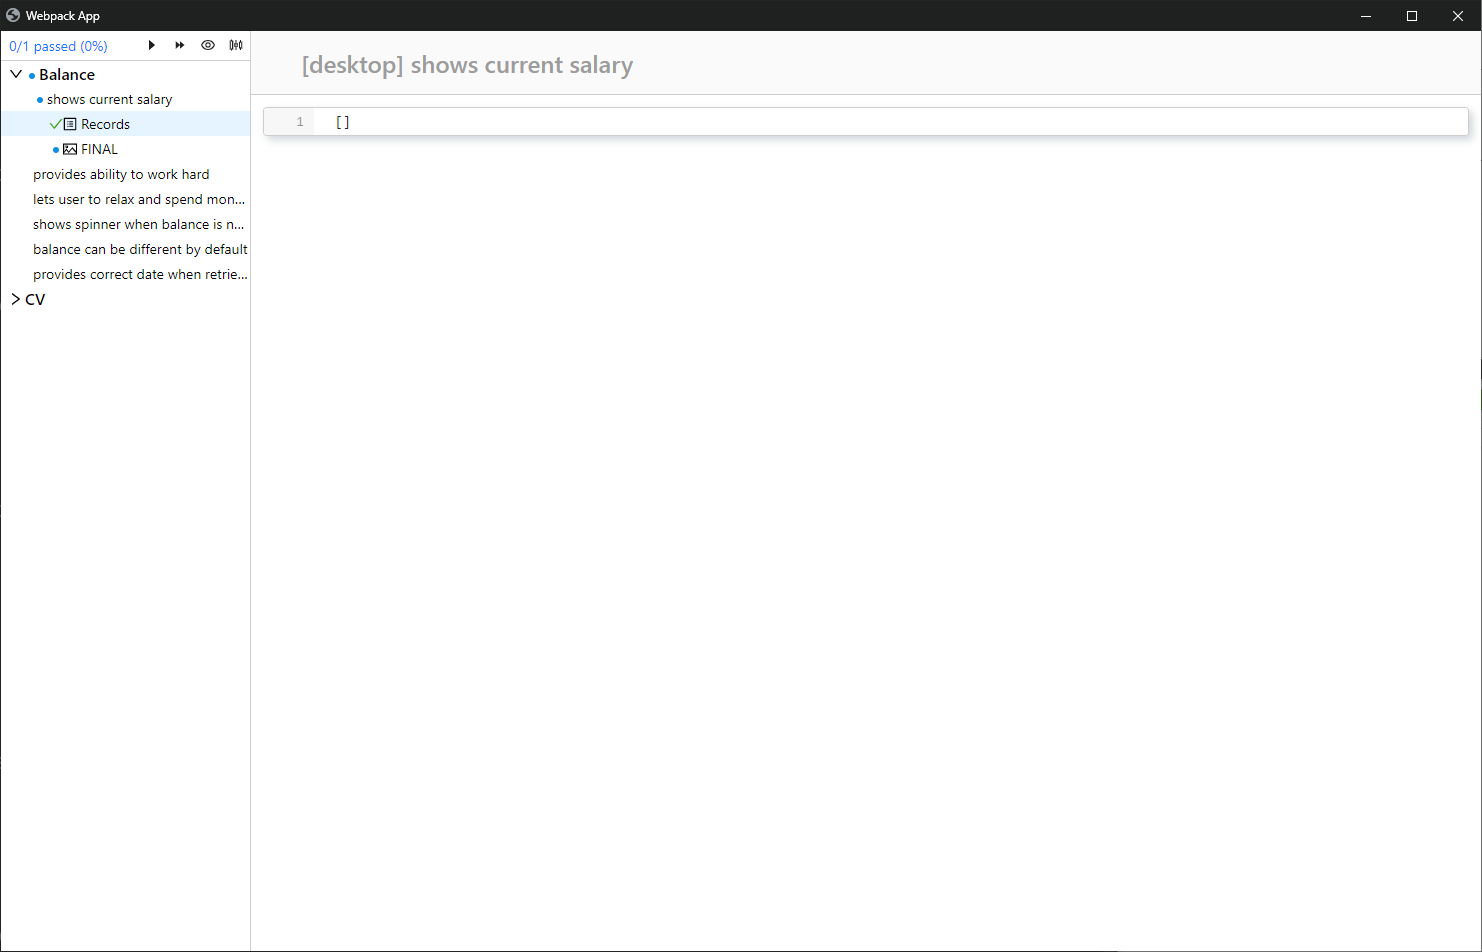 Webpack App
0/1 passed (0%)
Balance
shows current salary
Records
FINAL
provides ability to work hard
lets user to relax and spend mon...
shows spinner when balance is n...
balance can be different by default
provides correct date when retrie...
CV
[desktop] shows current salary
1 []